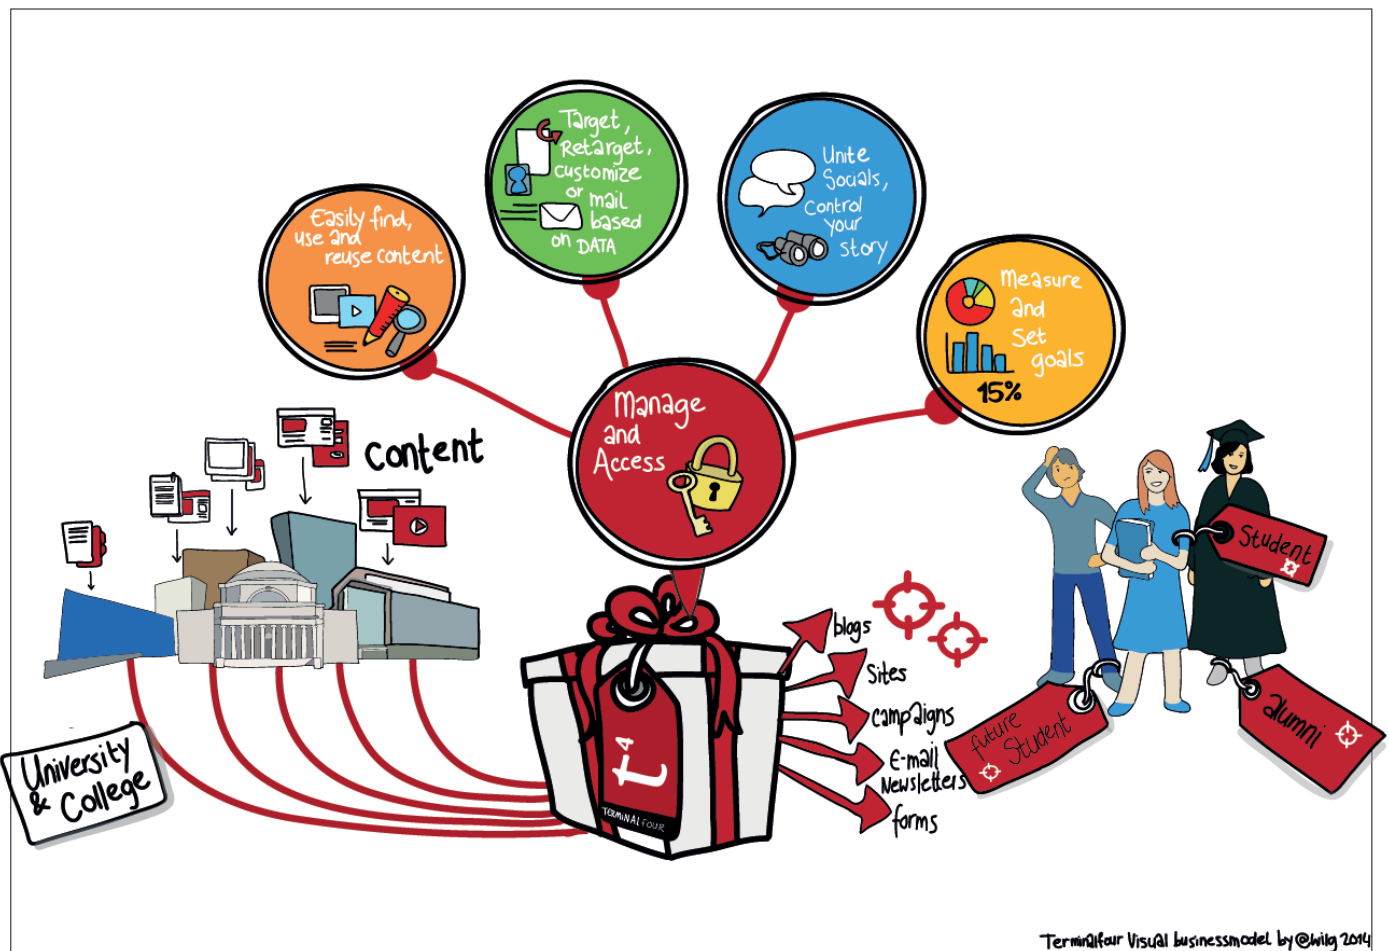 Easily find,
use and
reuse content
Target,
Retarget,
customize
or mail
based
on DATA
Unite
Socials,
Control
your
story
Measure
and
Set
goals
15%
Manage
and
Access
content
University
& College
t4
TERMINALFOUR
blogs
Sites
campaigns
E-mail
Newsletters
forms
Student
future
Student
alumni
Terminalfour Visual businessmodel by @wilg 2014